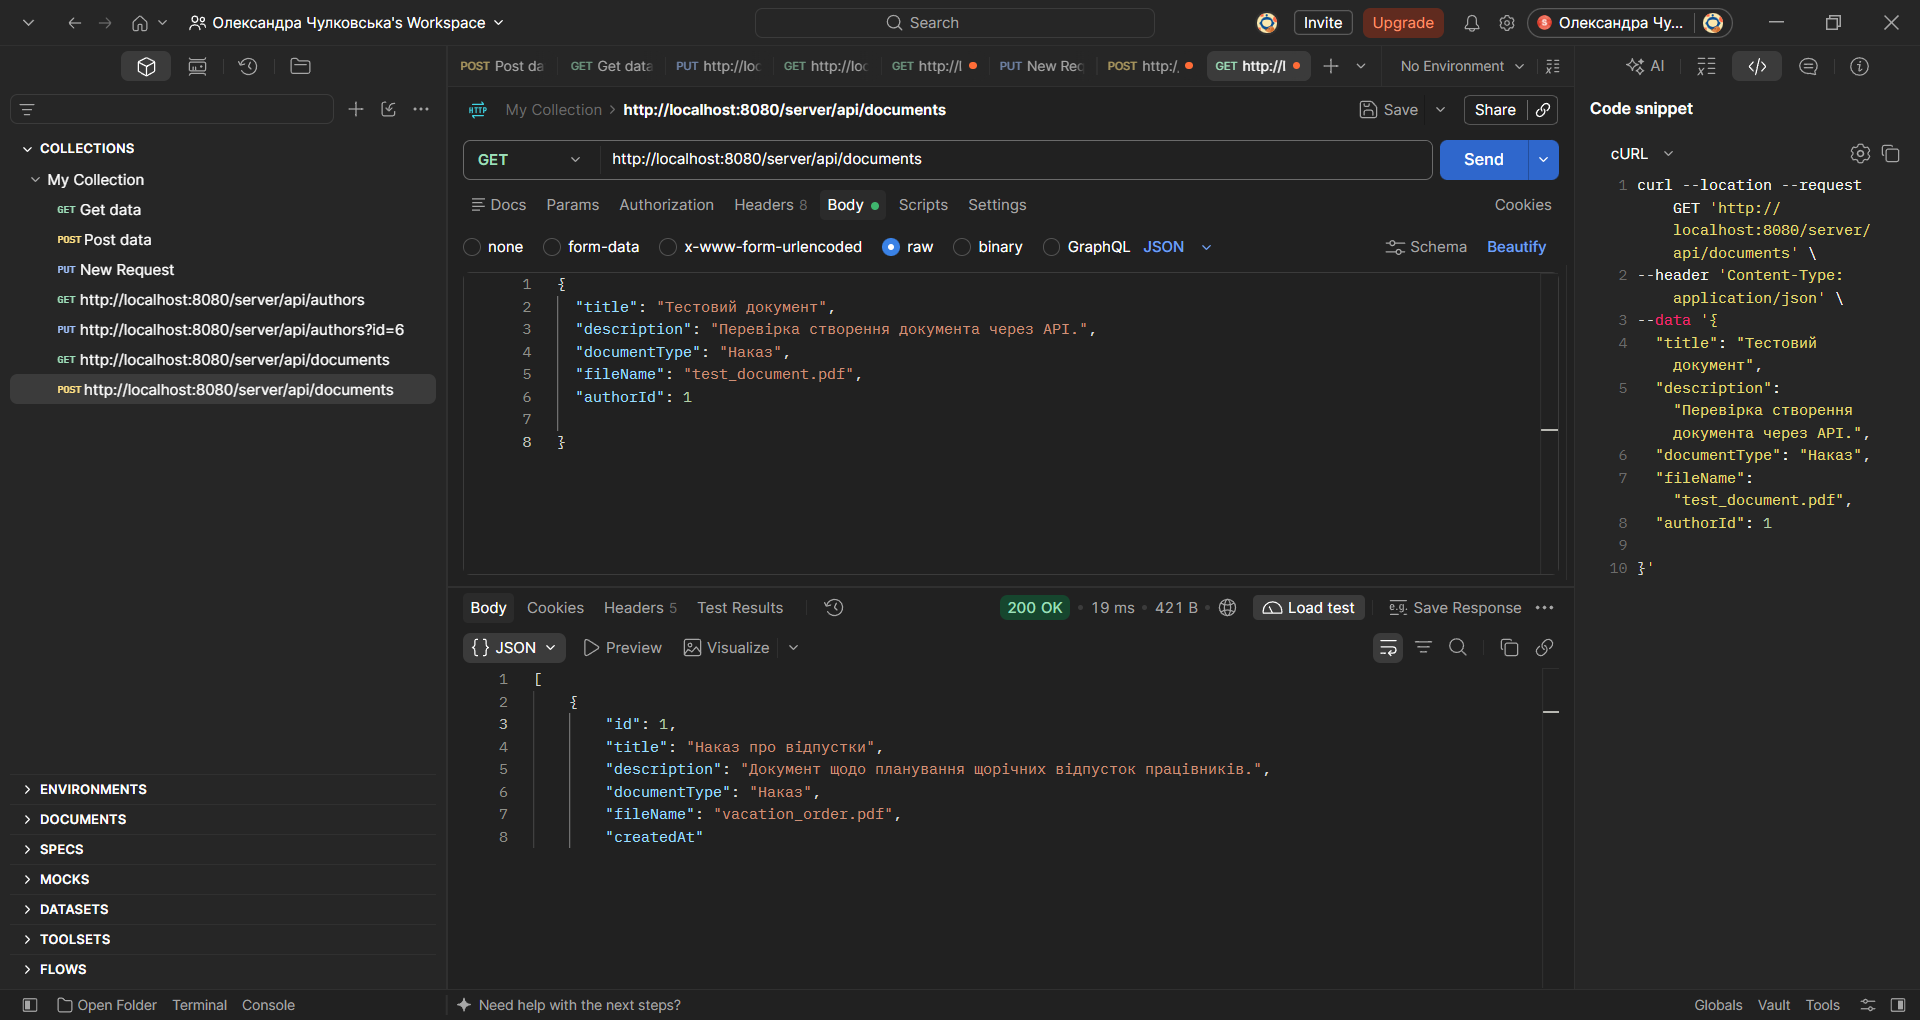 Олександра Чулковська's Workspace
Search
Invite
Upgrade
S
Олександра Чу...
POST Post da
GET Get data
PUT http://loc
GET http://loc
GET http://l
PUT New Req
POST http:/.
GET http://l
No Environment
AI
HTTP
My Collection > http://localhost:8080/server/api/documents
Save
Share
Code snippet
COLLECTIONS
My Collection
GET Get data
POST Post data
PUT New Request
GET http://localhost:8080/server/api/authors
PUT http://localhost:8080/server/api/authors?id=6
GET http://localhost:8080/server/api/documents
POST http://localhost:8080/server/api/documents
GET
http://localhost:8080/server/api/documents
Send
Docs Params Authorization Headers 8 Body Scripts Settings
Cookies
none form-data x-www-form-urlencoded raw binary GraphQL JSON
Schema
Beautify
1 {
2 "title": "Тестовий документ",
3 "description": "Перевірка створення документа через API.",
4 "documentType": "Наказ",
5 "fileName": "test_document.pdf",
6 "authorId": 1
7
8 }
cURL
1 curl --location --request
GET 'http://
localhost:8080/server/
api/documents' \
2 --header 'Content-Type:
application/json' \
3 --data '{
4 "title": "Тестовий
документ",
5 "description":
"Перевірка створення
документа через API.",
6 "documentType": "Наказ",
7 "fileName":
"test_document.pdf",
8 "authorId": 1
9
10 }'
Body Cookies Headers 5 Test Results
200 OK • 19 ms • 421 B
Load test
e.g. Save Response
{} JSON
Preview
Visualize
1 [
2 {
3 "id": 1,
4 "title": "Наказ про відпустки",
5 "description": "Документ щодо планування щорічних відпусток працівників.",
6 "documentType": "Наказ",
7 "fileName": "vacation_order.pdf",
8 "createdAt"
ENVIRONMENTS
DOCUMENTS
SPECS
MOCKS
DATASETS
TOOLSETS
FLOWS
Open Folder
Terminal
Console
Need help with the next steps?
Globals
Vault
Tools